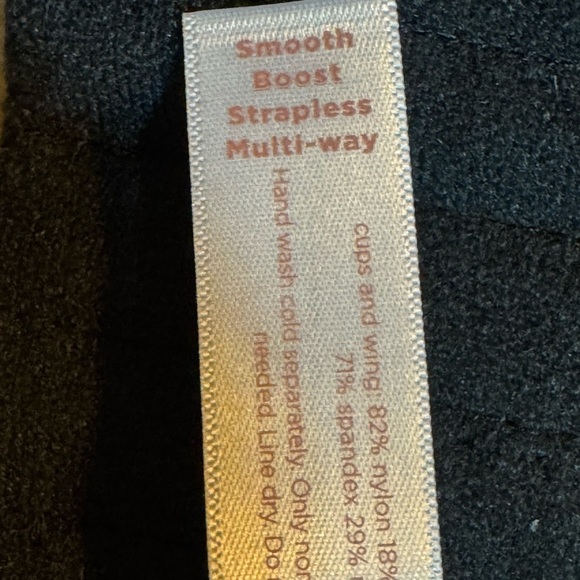 Smooth
Boost
Strapless
Multi-way
cups and wing: 82% nylon 18%
71% spandex 29%
Hand wash cold separately Only
needed Line dry Do